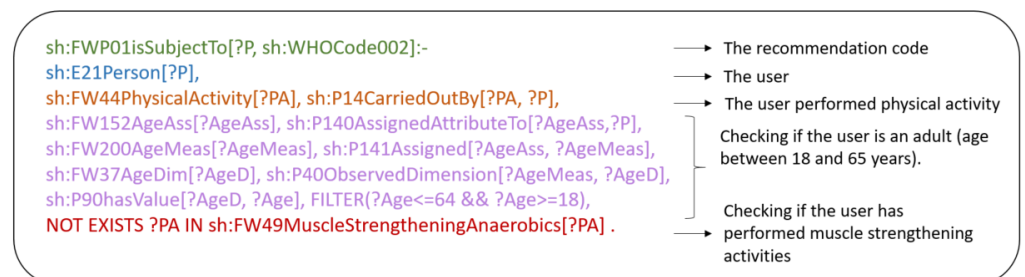 sh:FWP01isSubjectTo[?P, sh:WHOCode002]:-
The recommendation code
sh:E21Person[?P],
The user
sh:FW44PhysicalActivity[?PA], sh:P14CarriedOutBy[?PA, ?P],
The user performed physical activity
sh:FW152AgeAss[?AgeAss], sh:P140AssignedAttributeTo[?AgeAss,?P],
sh:FW200AgeMeas[?AgeMeas], sh:P141Assigned[?AgeAss, ?AgeMeas],
sh:FW37AgeDim[?AgeD], sh:P40ObservedDimension[?AgeMeas, ?AgeD],
sh:P90hasValue[?AgeD, ?Age], FILTER(?Age<=64 && ?Age>=18),
Checking if the user is an adult (age
between 18 and 65 years).
NOT EXISTS ?PA IN sh:FW49MuscleStrengtheningAnaerobics[?PA] .
Checking if the user has
performed muscle strengthening
activities